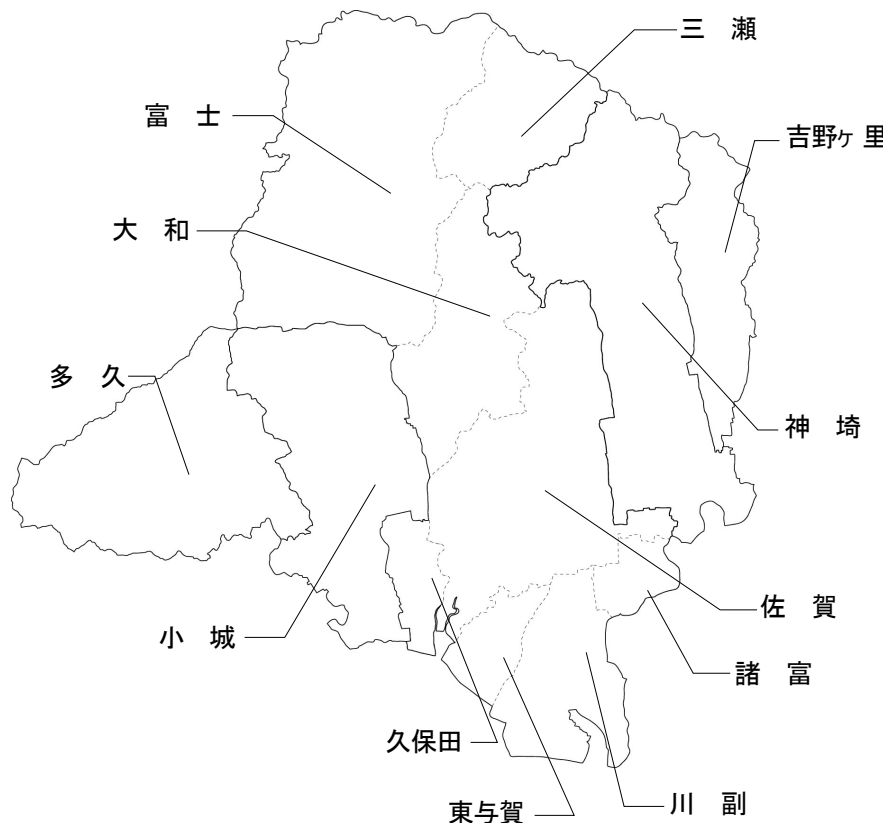 三　瀬
富　士
吉野ヶ里
大　和
多　久
神　埼
佐　賀
小　城
諸　富
久保田
川　副
東与賀